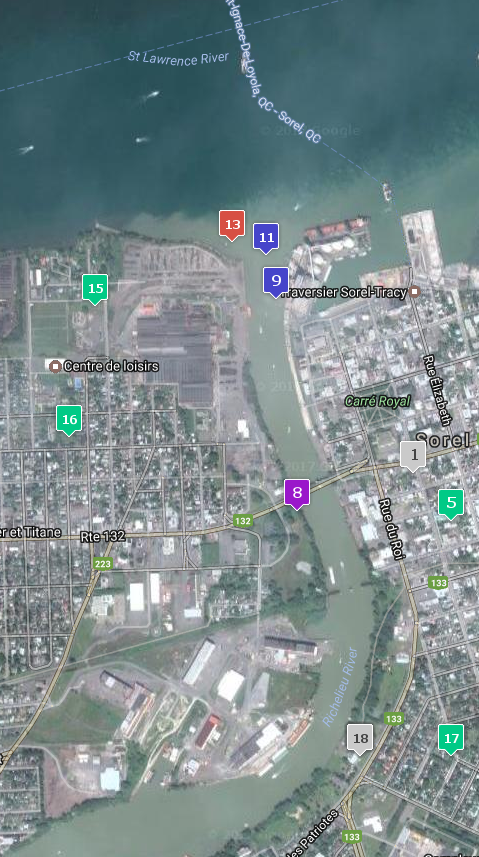 t-Ignace-De-Loyola, QC - Sorel, QC
St Lawrence River
13
11
9
Traversier Sorel-Tracy
15
Centre de loisirs
Rue Élizabeth
Carré Royal
16
Sorel
1
8
5
132
er et Titane
Rte 132
Rue du Roi
223
133
Richelieu River
133
18
17
133
des Patriotes